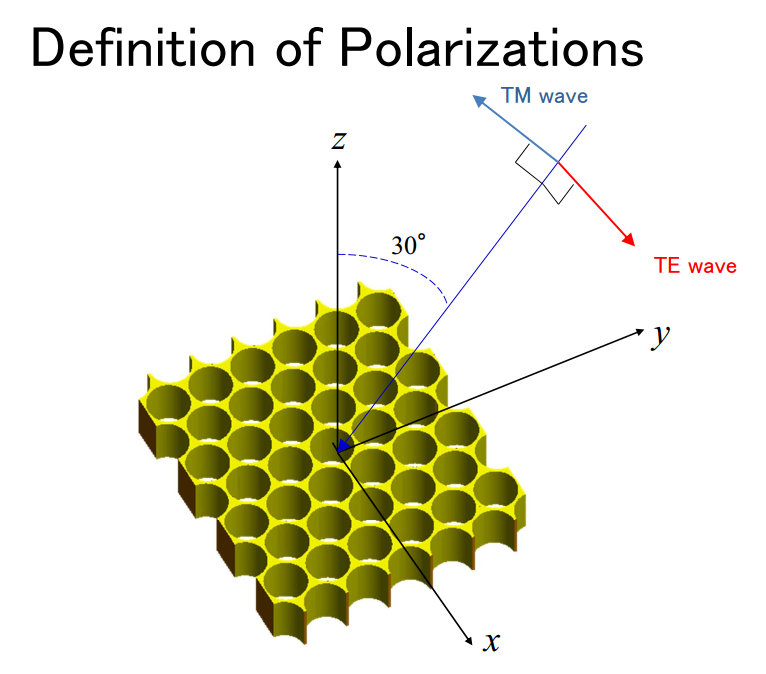 Definition of Polarizations
TM wave
z
30°
TE wave
y
x